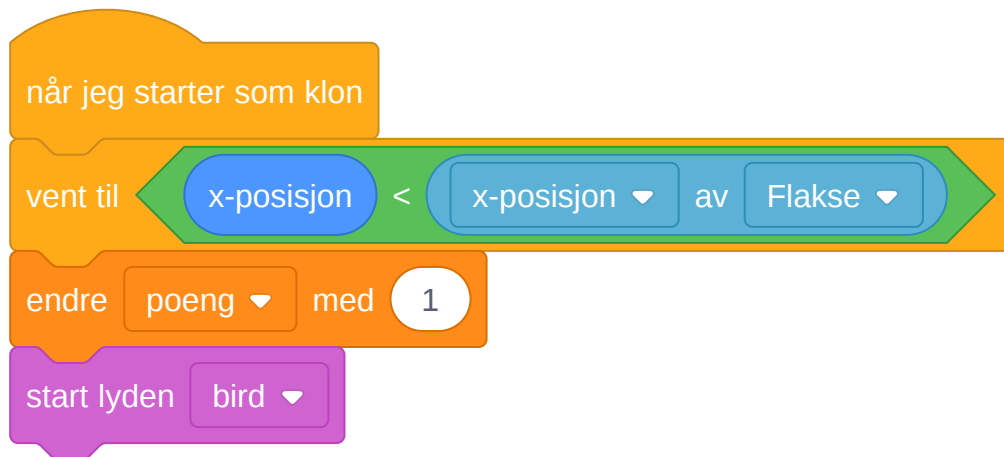 når jeg starter som klon
vent til x-posisjon < x-posisjon av Flakse
endre poeng med 1
start lyden bird